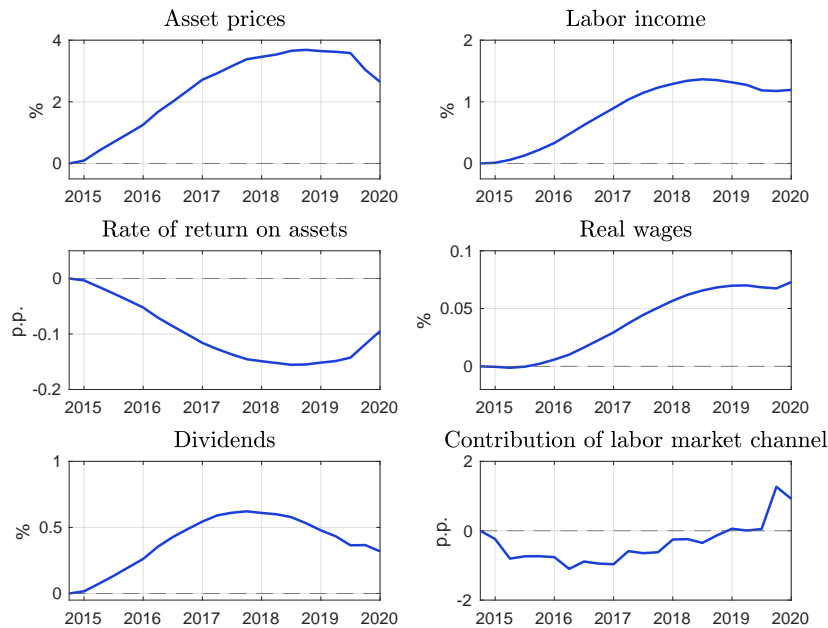 Asset prices
4
2
0
%
2015 2016 2017 2018 2019 2020
Labor income
2
1
0
%
2015 2016 2017 2018 2019 2020
Rate of return on assets
0
-0.1
-0.2
p.p.
2015 2016 2017 2018 2019 2020
Real wages
0.1
0.05
0
%
2015 2016 2017 2018 2019 2020
Dividends
1
0.5
0
%
2015 2016 2017 2018 2019 2020
Contribution of labor market channel
2
0
-2
p.p.
2015 2016 2017 2018 2019 2020